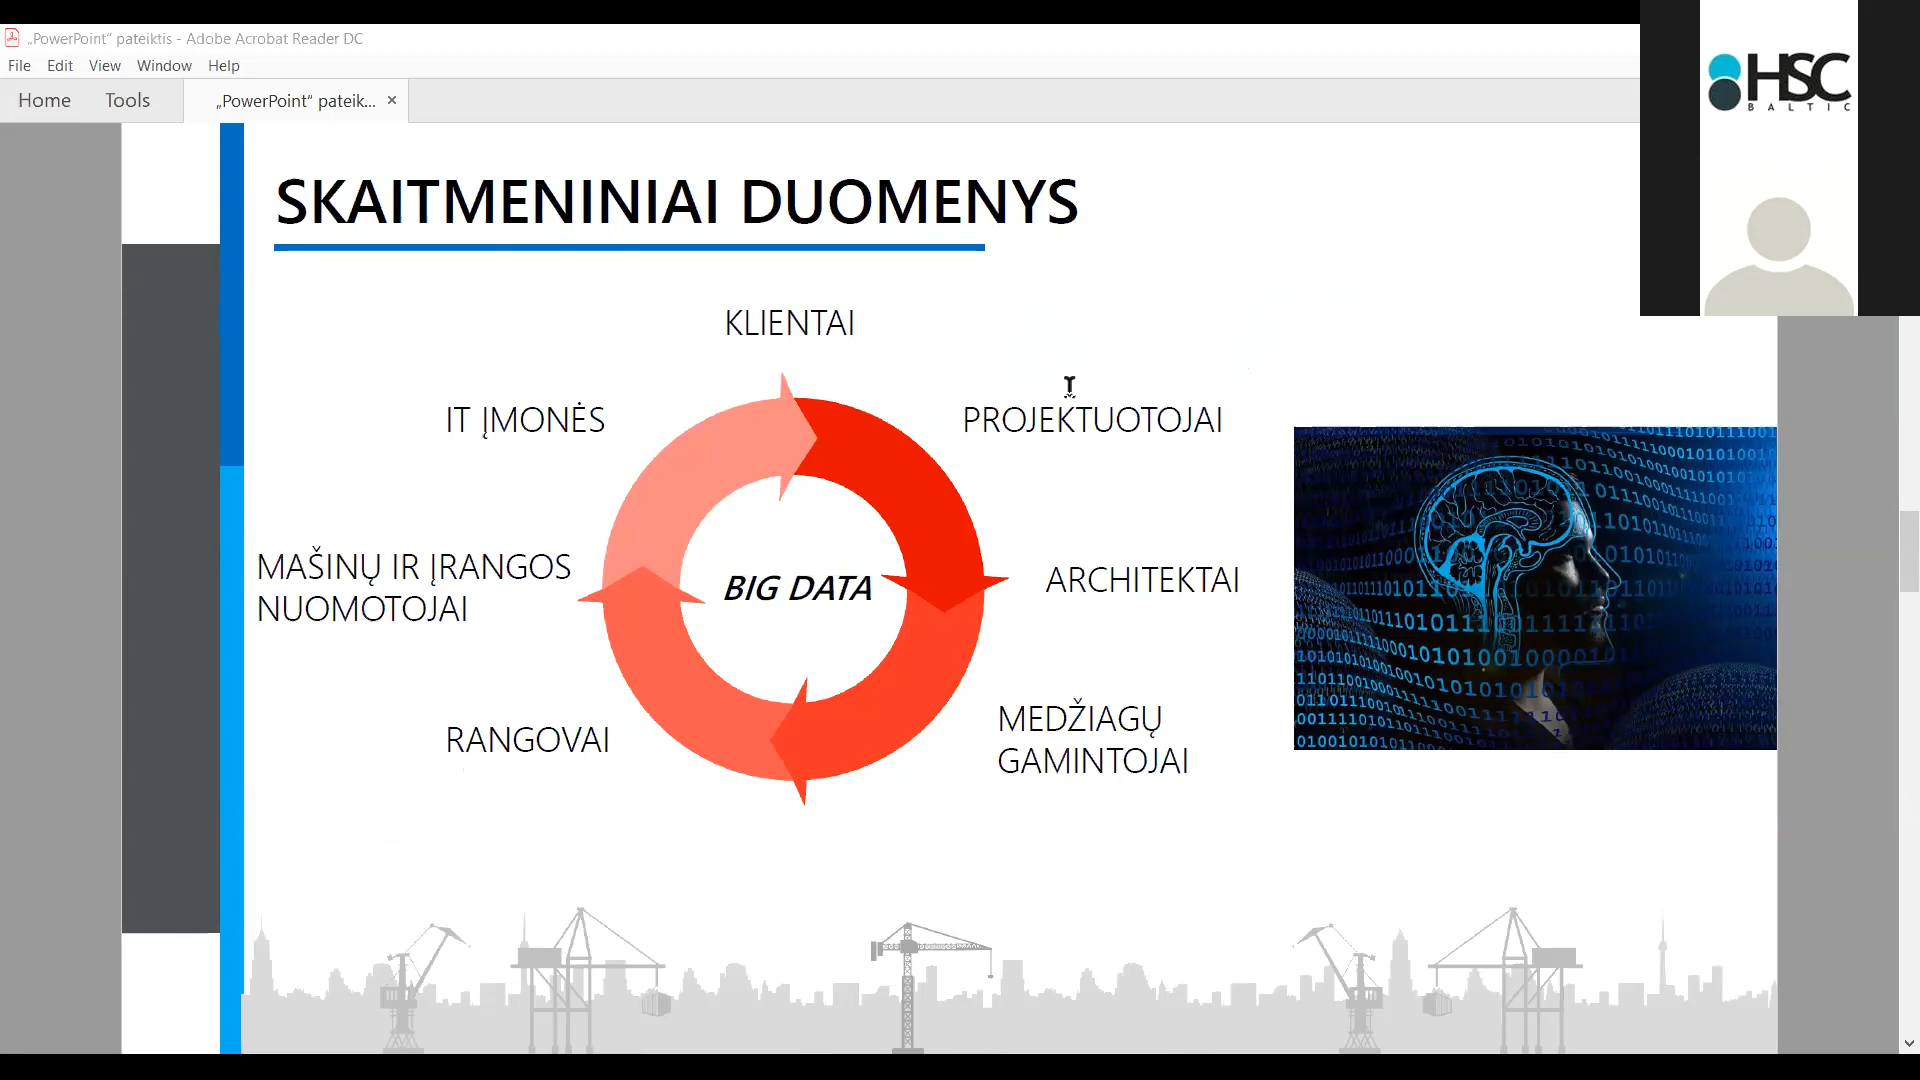 „PowerPoint“ pateiktis - Adobe Acrobat Reader DC
File Edit View Window Help
Home Tools „PowerPoint“ pateik... ×
HSC
BALTIC
SKAITMENINIAI DUOMENYS
KLIENTAI
IT ĮMONĖS
PROJEKTUOTOJAI
MAŠINŲ IR ĮRANGOS
NUOMOTOJAI
BIG DATA
ARCHITEKTAI
RANGOVAI
MEDŽIAGŲ
GAMINTOJAI